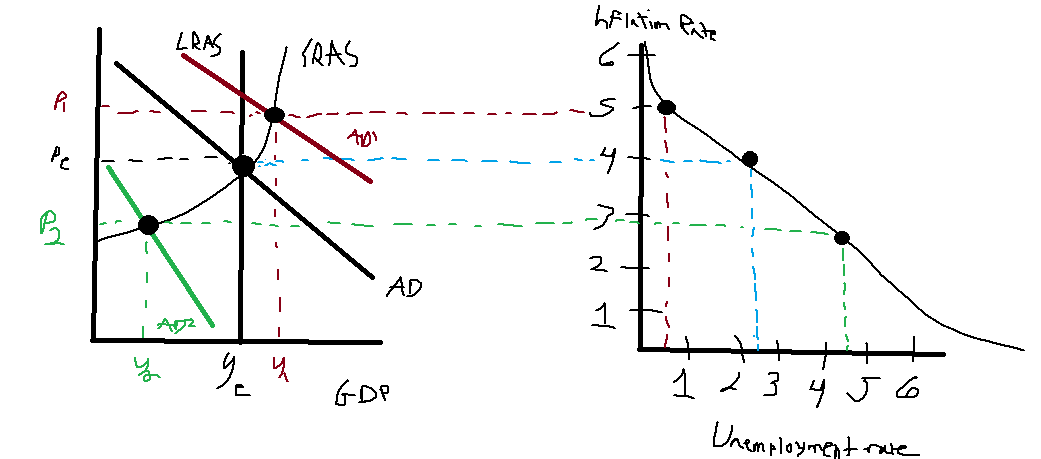 LRAS
SRAS
P1
AD1
Pe
P2
AD
AD2
y2
ye
y1
GDP
Inflation Rate
6
5
4
3
2
1
1 2 3 4 5 6
Unemployment rate